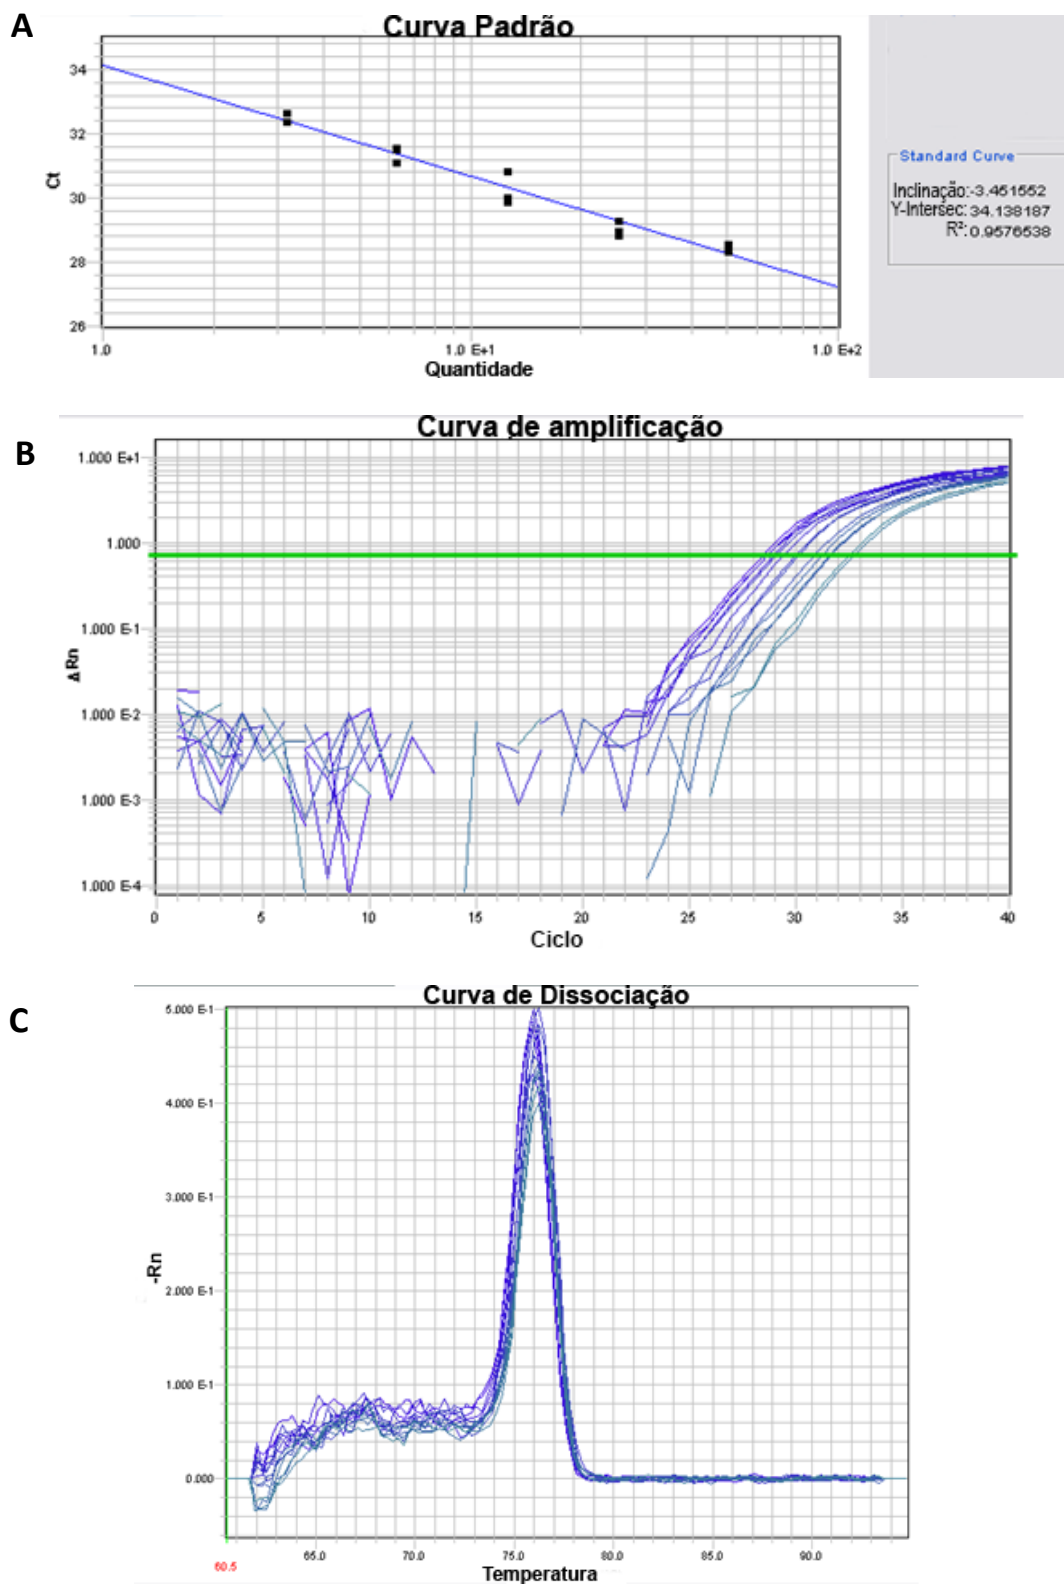 A
Curva Padrão
34
32
30
28
26
Ct
1.0
1.0 E+1
1.0 E+2
Quantidade
Standard Curve
Inclinação:-3.451552
Y-Intersec: 34.138187
R²: 0.9576538
B
Curva de amplificação
1.000 E+1
1.000
1.000 E-1
1.000 E-2
1.000 E-3
1.000 E-4
ΔRn
0 5 10 15 20 25 30 35 40
Ciclo
C
Curva de Dissociação
5.000 E-1
4.000 E-1
3.000 E-1
2.000 E-1
1.000 E-1
0.000
-Rn
60.5
65.0 70.0 75.0 80.0 85.0 90.0
Temperatura